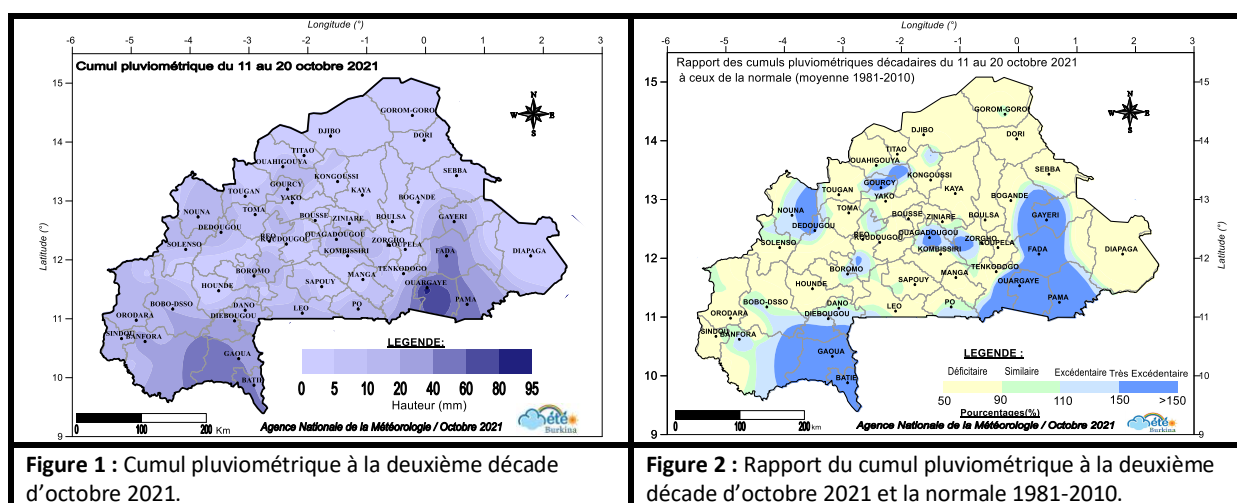 Longitude (°)
-6 -5 -4 -3 -2 -1 0 1 2 3
Cumul pluviométrique du 11 au 20 octobre 2021
15
14
13
12
11
10
9
Latitude (°)
N
W E
S
GOROM-GOROM
DJIBO
DORI
TITAO
OUAHIGOUYA
SEBBA
KONGOUSSI
TOUGAN
GOURCY
KAYA
YAKO
BOGANDE
NOUNA
TOMA
BOUSSE
ZINIARE
BOULSA
GAYERI
DEDOUGOU
OUAGADOUGOU
SOLENSO
KOMBISSIRI
ZORGHO
FADA
DIAPAGA
BOROMO
TENKODOGO
MANGA
HOUNDE
SAPOUY
OUARGAYE
BOBO-DSSO
DANO
LEO
PO
PAMA
ORODARA
DIEBOUGOU
SINDOU
BANFORA
GAOUA
BATIE
LEGENDE:
0 5 10 20 40 60 80 95
Hauteur (mm)
0 100 200 Km
Agence Nationale de la Météorologie / Octobre 2021
été
Burkina
Figure 1 : Cumul pluviométrique à la deuxième décade
d’octobre 2021.
Longitude (°)
-6 -5 -4 -3 -2 -1 0 1 2 3
Rapport des cumuls pluviométriques décadaires du 11 au 20 octobre 2021
à ceux de la normale (moyenne 1981-2010)
15 15
14 14
13 13
12 12
11 11
10 10
9 9
Latitude (°)
N
W E
S
GOROM-GOROM
DJIBO
DORI
TITAO
OUAHIGOUYA
SEBBA
KONGOUSSI
TOUGAN
GOURCY
KAYA
YAKO
BOGANDE
NOUNA
TOMA
BOUSSE
ZINIARE
BOULSA
GAYERI
DEDOUGOU
OUAGADOUGOU
SOLENSO
KOMBISSIRI
ZORGHO
FADA
DIAPAGA
BOROMO
TENKODOGO
MANGA
HOUNDE
SAPOUY
OUARGAYE
BOBO-DSSO
DANO
LEO
PO
PAMA
ORODARA
DIEBOUGOU
SINDOU
BANFORA
GAOUA
BATIE
LEGENDE :
Déficitaire Similaire Excédentaire Très Excédentaire
50 90 110 150 >150
Pourcentages(%)
0 100 200 km
Agence Nationale de la Météorologie / Octobre 2021
été
Burkina
Figure 2 : Rapport du cumul pluviométrique à la deuxième
décade d’octobre 2021 et la normale 1981-2010.